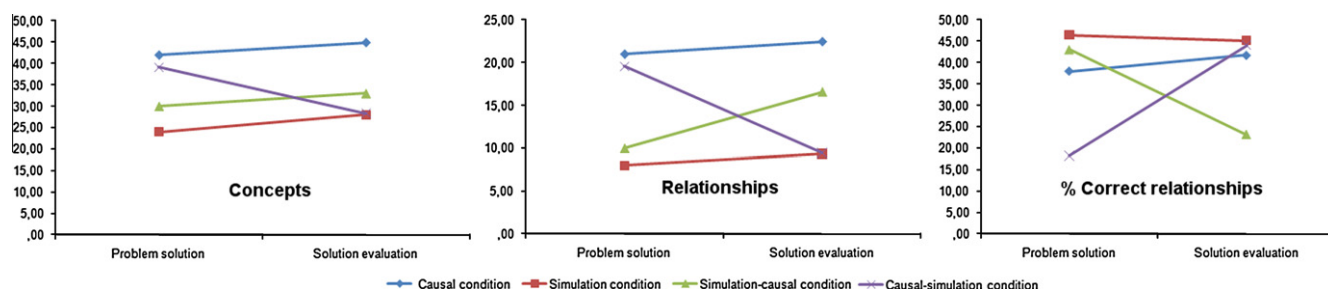 50,00
45,00
40,00
35,00
30,00
25,00
20,00
15,00
10,00
5,00
,00
Concepts
Problem solution
Solution evaluation
25,00
20,00
15,00
10,00
5,00
,00
Relationships
Problem solution
Solution evaluation
50,00
45,00
40,00
35,00
30,00
25,00
20,00
15,00
10,00
5,00
,00
% Correct relationships
Problem solution
Solution evaluation
Causal condition
Simulation condition
Simulation-causal condition
Causal-simulation condition